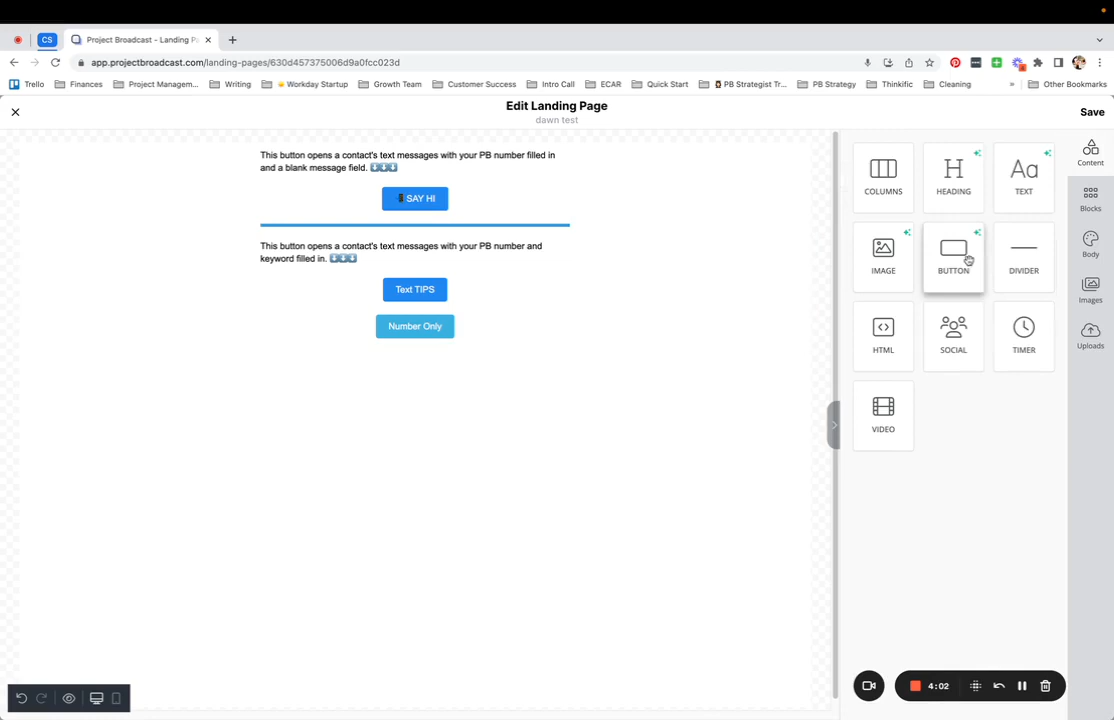 CS
Project Broadcast - Landing Pa
app.projectbroadcast.com/landing-pages/630d457375006d9a0fcc023d
Trello
Finances
Project Managem...
Writing
Workday Startup
Growth Team
Customer Success
Intro Call
ECAR
Quick Start
PB Strategist Tr...
PB Strategy
Thinkific
Cleaning
»
Other Bookmarks
Edit Landing Page
dawn test
Save
This button opens a contact's text messages with your PB number filled in
and a blank message field. ⬇️⬇️⬇️
📲 SAY HI
This button opens a contact's text messages with your PB number and
keyword filled in. ⬇️⬇️⬇️
Text TIPS
Number Only
COLUMNS
HEADING
TEXT
IMAGE
BUTTON
DIVIDER
HTML
SOCIAL
TIMER
VIDEO
Content
Blocks
Body
Images
Uploads
4:02